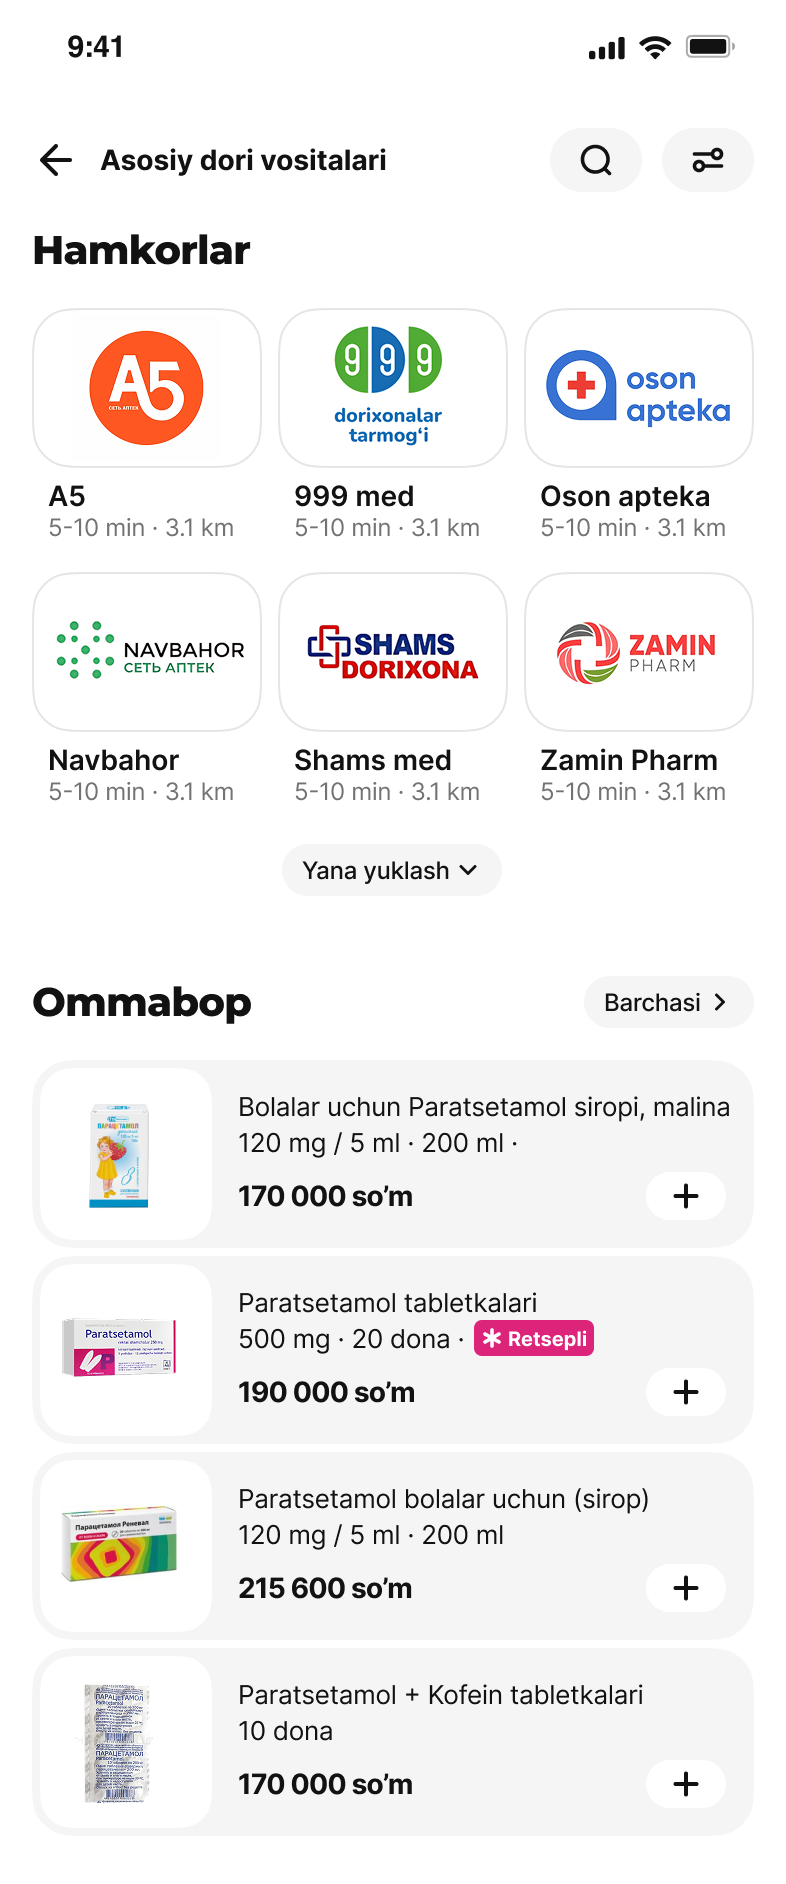 9:41
Asosiy dori vositalari
Hamkorlar
A5
СЕТЬ АПТЕК
999
dorixonalar
tarmog‘i
oson
apteka
A5
5-10 min · 3.1 km
999 med
5-10 min · 3.1 km
Oson apteka
5-10 min · 3.1 km
NAVBAHOR
СЕТЬ АПТЕК
SHAMS
DORIXONA
ZAMIN
PHARM
Navbahor
5-10 min · 3.1 km
Shams med
5-10 min · 3.1 km
Zamin Pharm
5-10 min · 3.1 km
Yana yuklash
Ommabop
Barchasi
ПАРАЦЕТАМОЛ
Bolalar uchun Paratsetamol siropi, malina
120 mg / 5 ml · 200 ml ·
170 000 so’m
Paratsetamol
Paratsetamol tabletkalari
500 mg · 20 dona · Retsepli
190 000 so’m
Парацетамол Реневал
Paratsetamol bolalar uchun (sirop)
120 mg / 5 ml · 200 ml
215 600 so’m
ПАРАЦЕТАМОЛ
ПАРАЦЕТАМОЛ
Paratsetamol + Kofein tabletkalari
10 dona
170 000 so’m